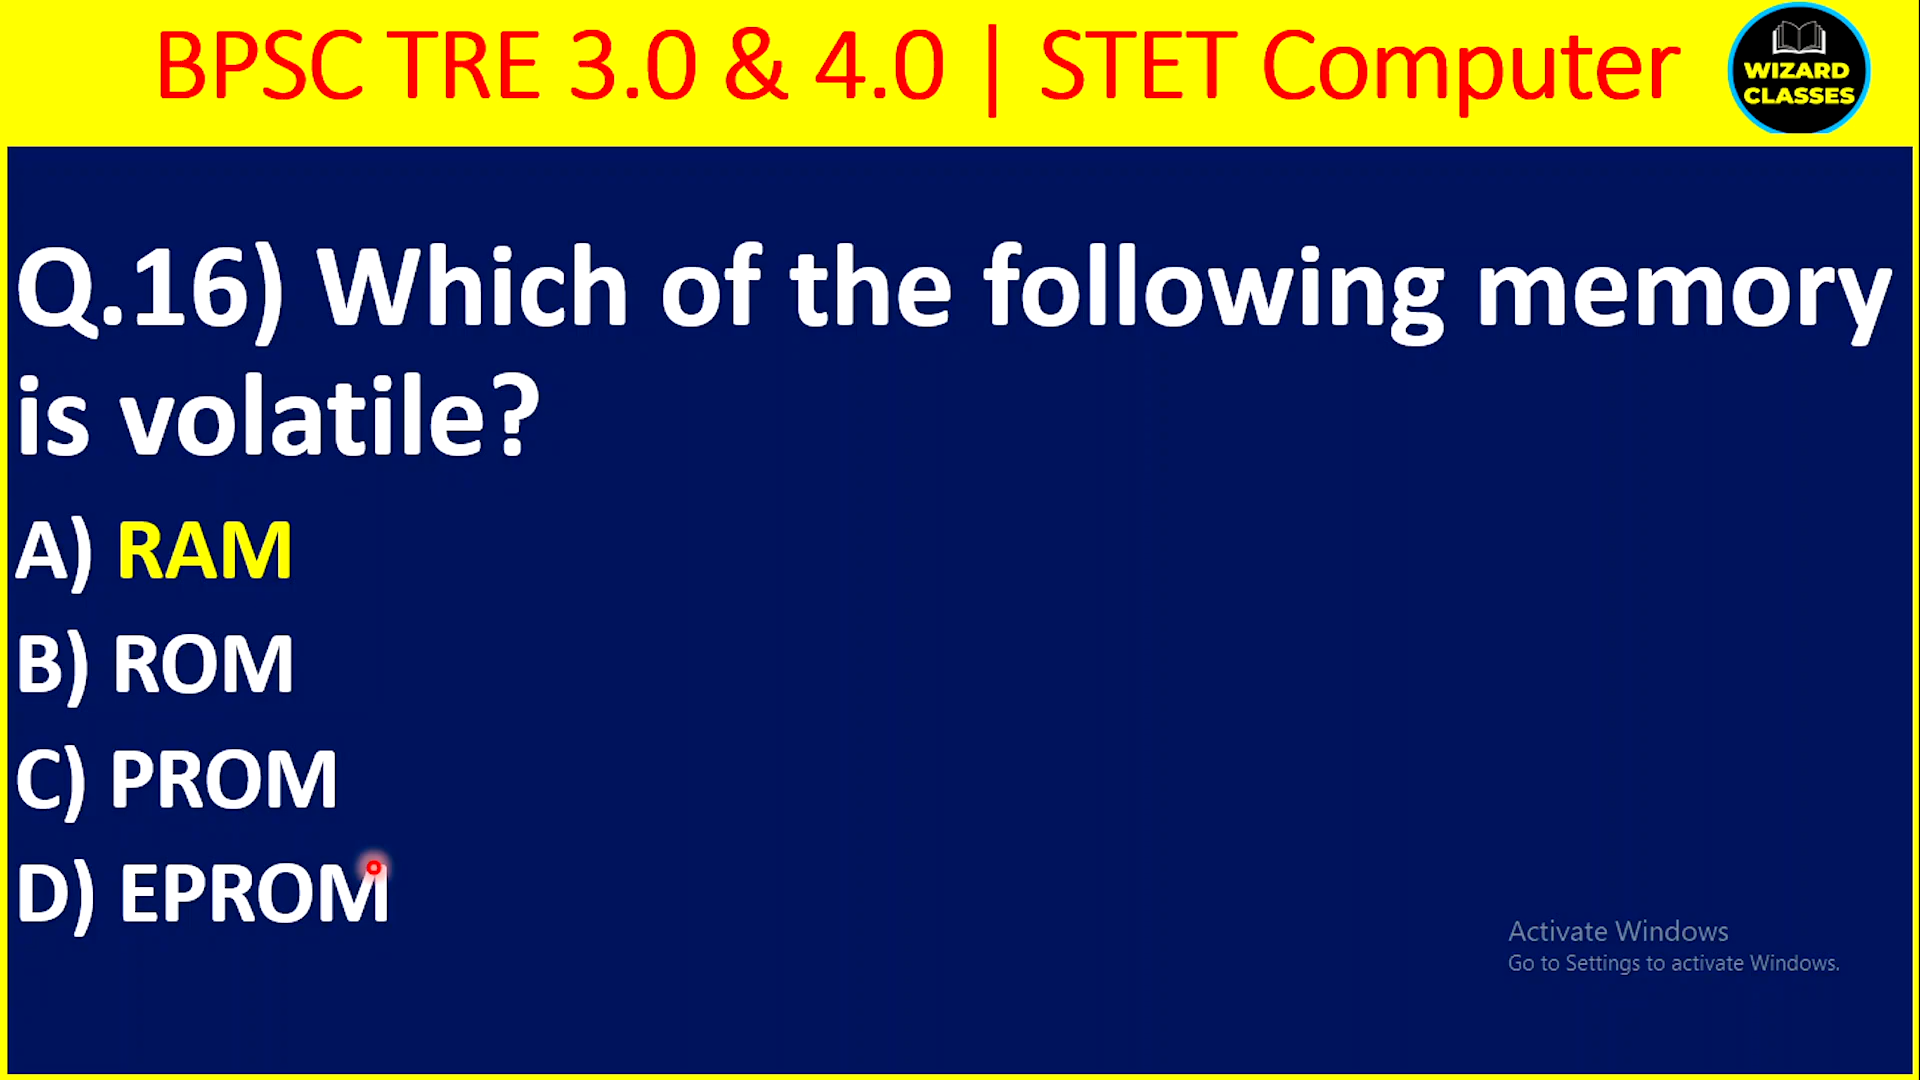 BPSC TRE 3.0 & 4.0 | STET Computer
WIZARD
CLASSES
Q.16) Which of the following memory
is volatile?
A) RAM
B) ROM
C) PROM
D) EPROM
Activate Windows
Go to Settings to activate Windows.